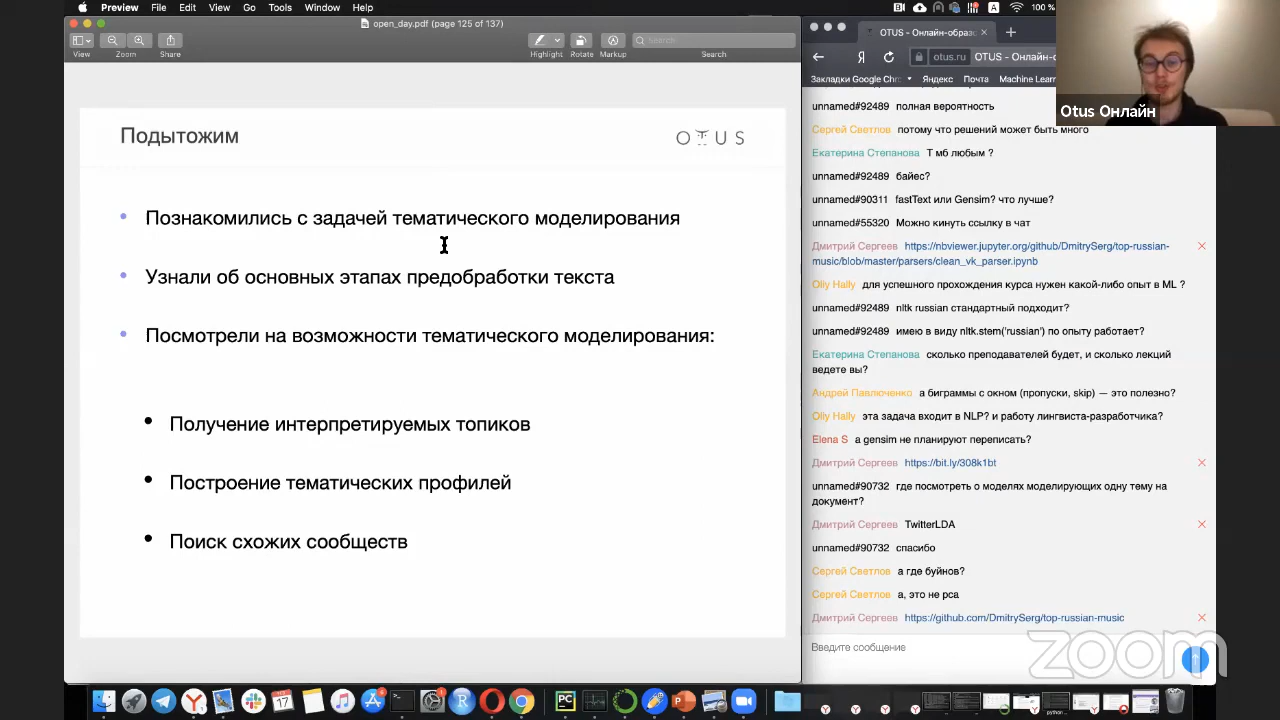 Preview File Edit View Go Tools Window Help
100 %
open_day.pdf (page 125 of 137)
View Zoom Share Highlight Rotate Markup Search
Search
Подытожим
OTUS
Познакомились с задачей тематического моделирования
Узнали об основных этапах предобработки текста
Посмотрели на возможности тематического моделирования:
Получение интерпретируемых топиков
Построение тематических профилей
Поиск схожих сообществ
OTUS - Онлайн-образо
otus.ru OTUS - Онлайн-о
Закладки Google Chr Яндекс Почта Machine Learn
unnamed#92489 полная вероятность
Сергей Светлов потому что решений может быть много
Екатерина Степанова Т мб любым ?
unnamed#92489 байес?
unnamed#90311 fastText или Gensim? что лучше?
unnamed#55320 Можно кинуть ссылку в чат
Дмитрий Сергеев https://nbviewer.jupyter.org/github/DmitrySerg/top-russian-
music/blob/master/parsers/clean_vk_parser.ipynb
Olly Hally для успешного прохождения курса нужен какой-либо опыт в ML ?
unnamed#92489 nltk russian стандартный подходит?
unnamed#92489 имею в виду nltk.stem('russian') по опыту работает?
Екатерина Степанова сколько преподавателей будет, и сколько лекций
ведете вы?
Андрей Павлюченко а биграммы с окном (пропуски, skip) — это полезно?
Olly Hally эта задача входит в NLP? и работу лингвиста-разработчика?
Elena S а gensim не планируют переписать?
Дмитрий Сергеев https://bit.ly/308k1bt
unnamed#90732 где посмотреть о моделях моделирующих одну тему на
документ?
Дмитрий Сергеев TwitterLDA
unnamed#90732 спасибо
Сергей Светлов а где буйнов?
Сергей Светлов а, это не рса
Дмитрий Сергеев https://github.com/DmitrySerg/top-russian-music
Введите сообщение
Otus Онлайн
zoom